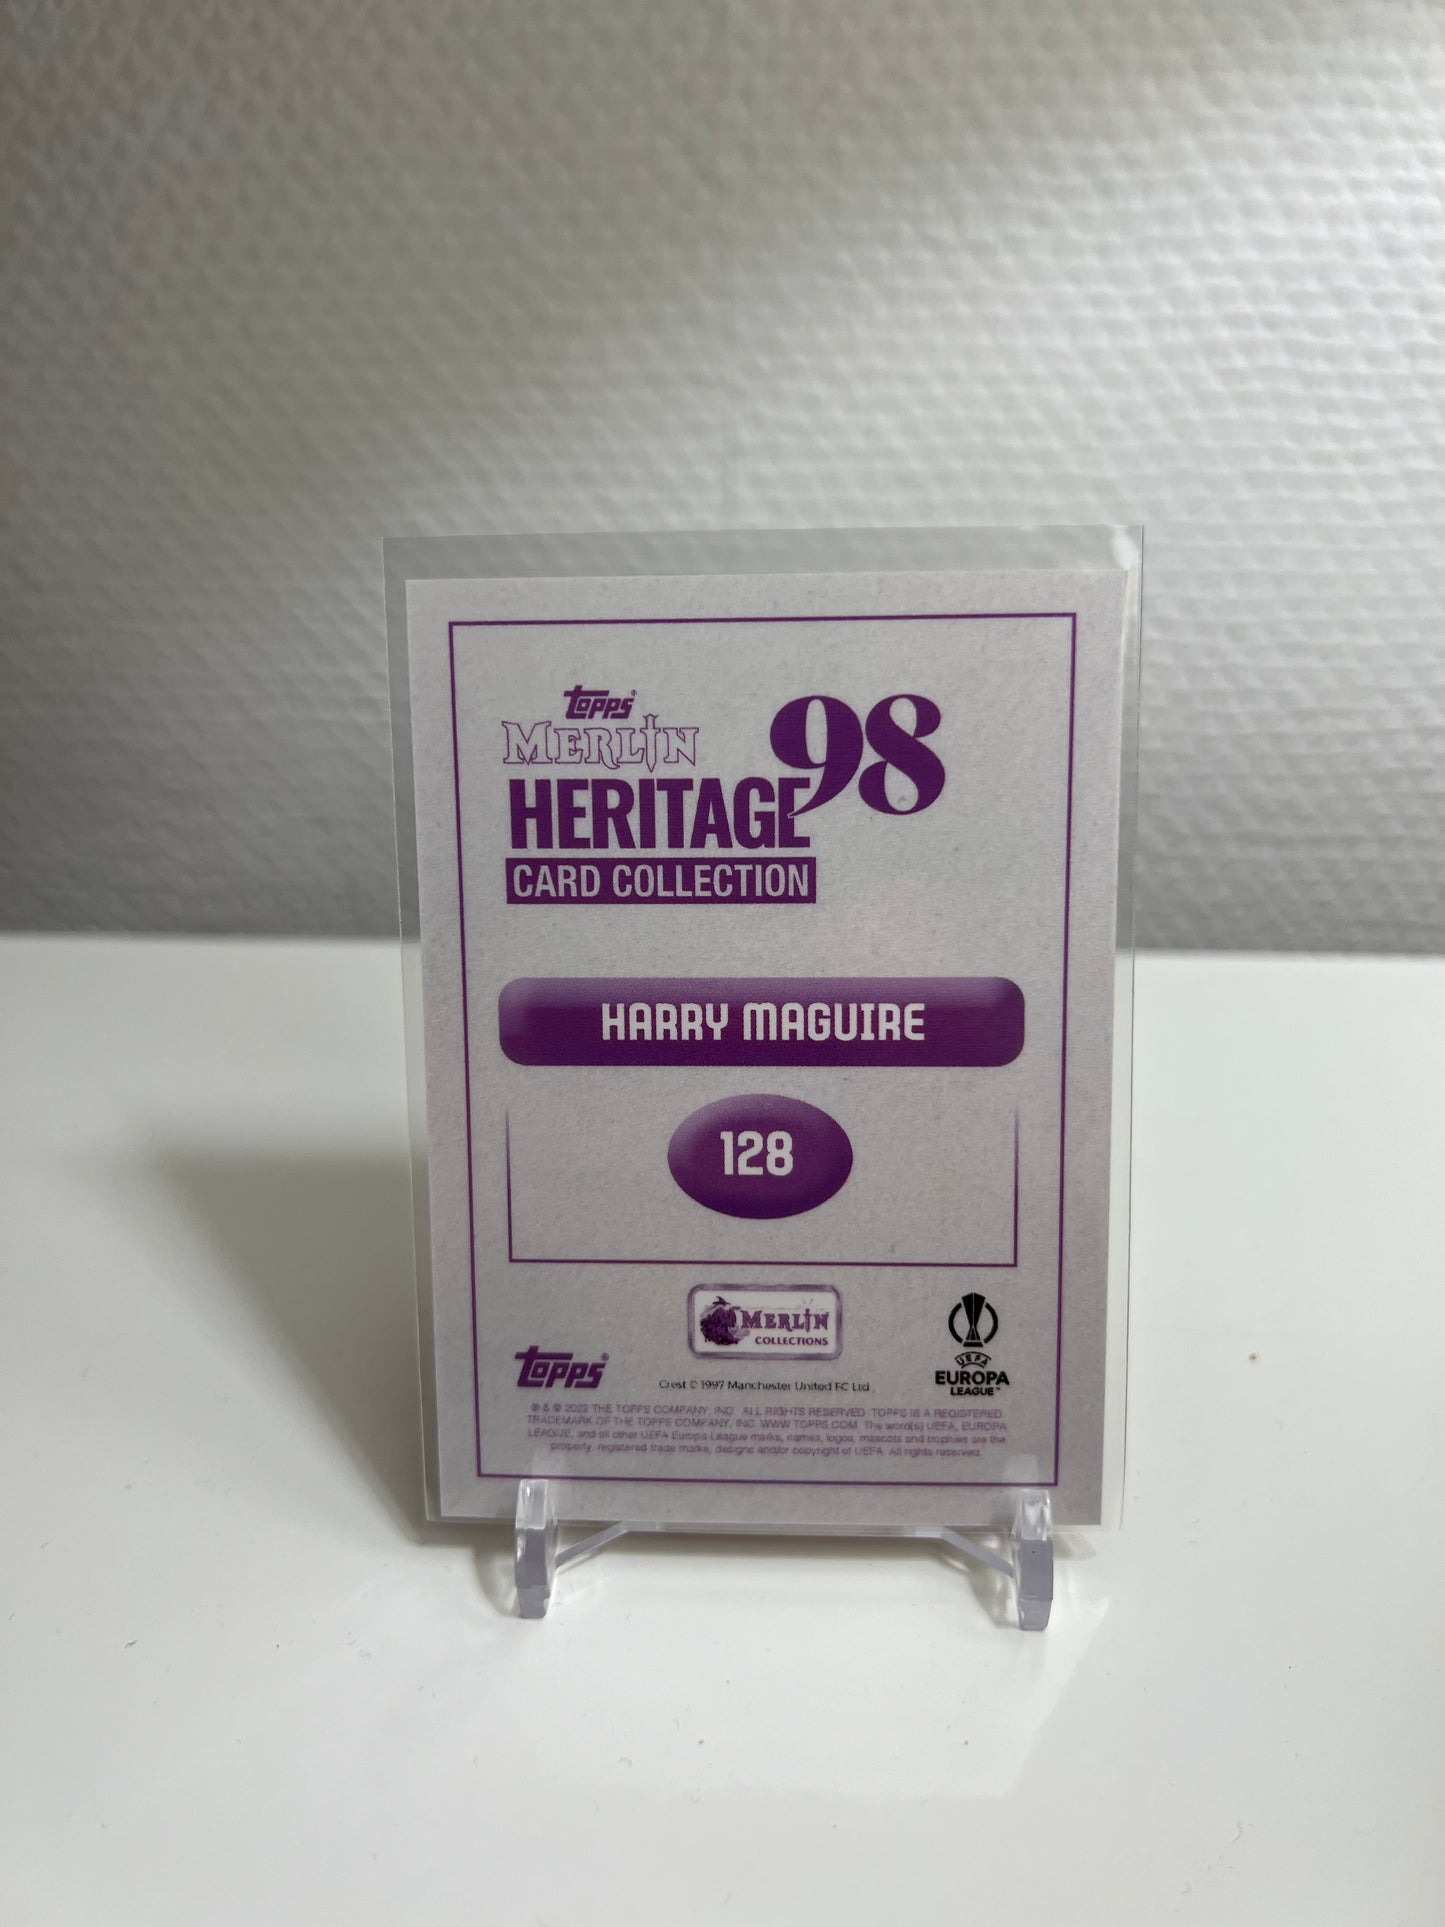 topps
MERLIN
98
HERITAGE
CARD COLLECTION
HARRY MAGUIRE
128
MERLIN
COLLECTIONS
topps
UEFA
EUROPA
LEAGUE™
Crest © 1997 Manchester United FC Ltd
® & © 2022 THE TOPPS COMPANY, INC. ALL RIGHTS RESERVED. TOPPS IS A REGISTERED
TRADEMARK OF THE TOPPS COMPANY, INC. WWW.TOPPS.COM. The word(s) UEFA, EUROPA
LEAGUE, and all other UEFA Europa League marks, names, logos, mascots and trophies are the
property, registered trade marks, designs and/or copyright of UEFA. All rights reserved.